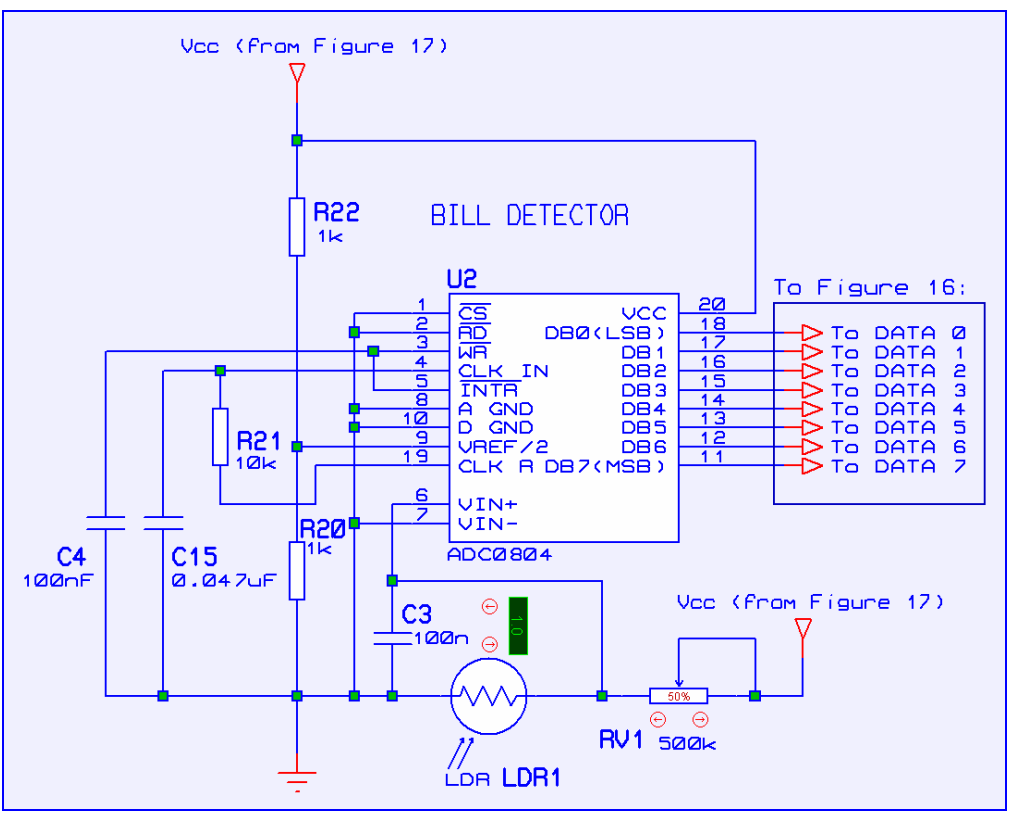 Vcc (from Figure 17)
R22
1k
BILL DETECTOR
U2
To Figure 16:
1 CS VCC 20
2 RD DB0(LSB) 18 To DATA 0
3 WR DB1 17 To DATA 1
4 CLK IN DB2 16 To DATA 2
5 INTR DB3 15 To DATA 3
8 A GND DB4 14 To DATA 4
10 D GND DB5 13 To DATA 5
9 VREF/2 DB6 12 To DATA 6
19 CLK R DB7(MSB) 11 To DATA 7
R21
10k
6 VIN+
7 VIN-
ADC0804
R20
1k
C4
100nF
C15
0.047uF
C3
100n
1.0
Vcc (from Figure 17)
50%
RV1 500k
LDR LDR1